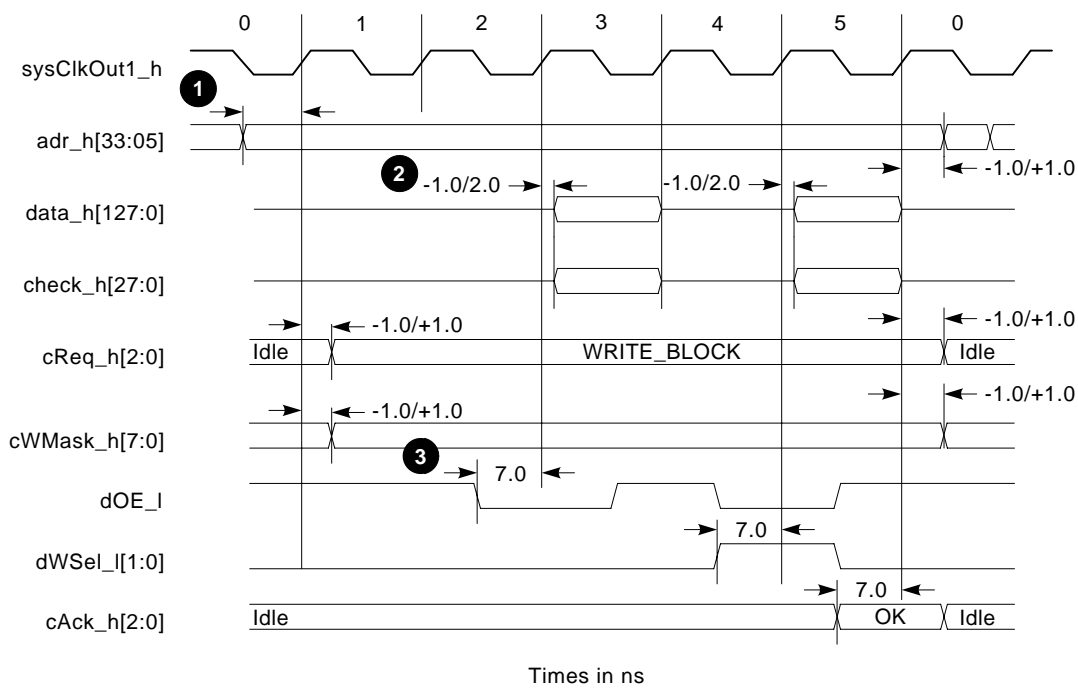 0 1 2 3 4 5 0
sysClkOut1_h
1
adr_h[33:05]
-1.0/+1.0
2
-1.0/2.0
-1.0/2.0
data_h[127:0]
check_h[27:0]
-1.0/+1.0
-1.0/+1.0
cReq_h[2:0]
Idle
WRITE_BLOCK
Idle
-1.0/+1.0
-1.0/+1.0
cWMask_h[7:0]
3
7.0
dOE_l
7.0
dWSel_l[1:0]
7.0
cAck_h[2:0]
Idle
OK
Idle
Times in ns